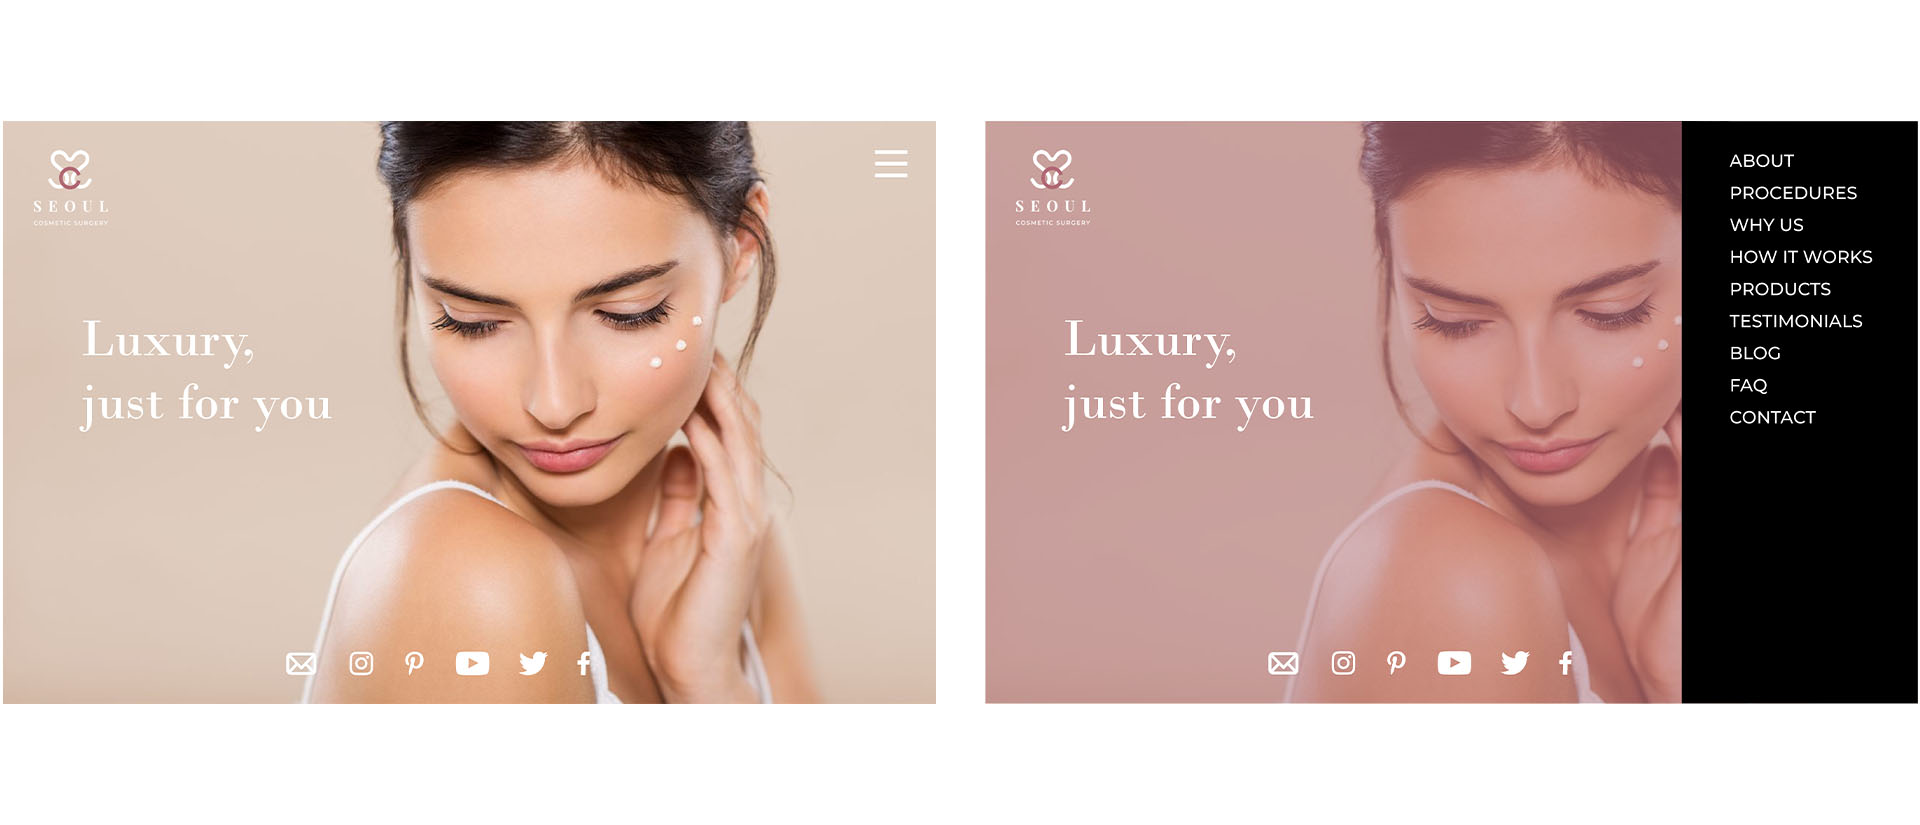 SEOUL
COSMETIC SURGERY
Luxury,
just for you
SEOUL
COSMETIC SURGERY
Luxury,
just for you
ABOUT
PROCEDURES
WHY US
HOW IT WORKS
PRODUCTS
TESTIMONIALS
BLOG
FAQ
CONTACT